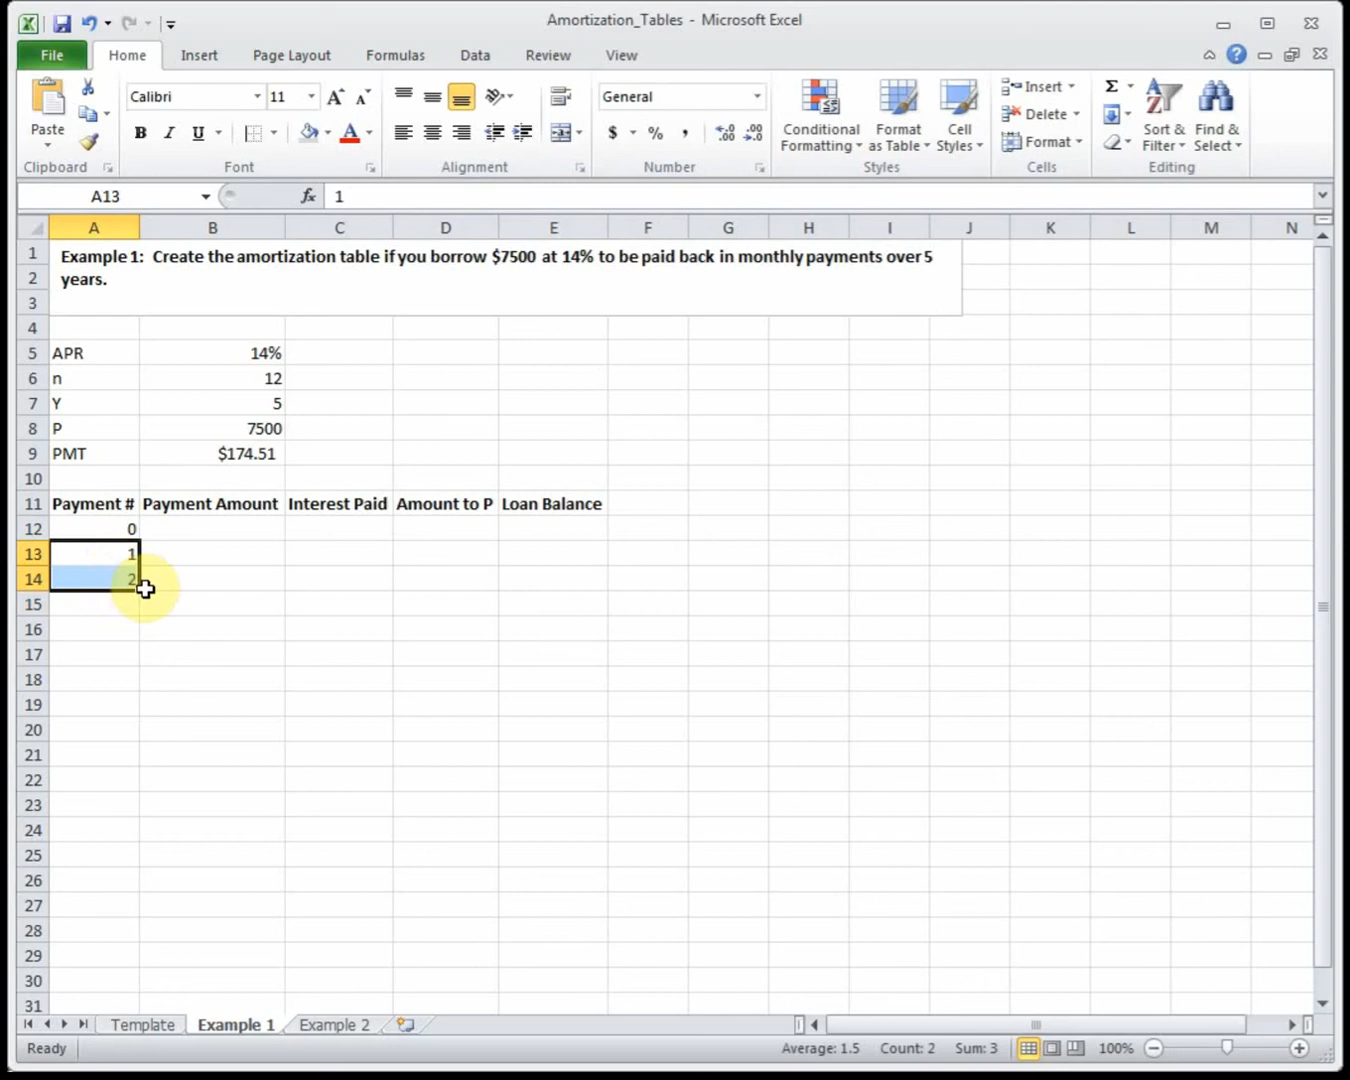 Amortization_Tables - Microsoft Excel
File Home Insert Page Layout Formulas Data Review View
Paste
Clipboard
Calibri 11
B I U A
Font
Alignment
General
$ % ,
Number
Conditional Formatting
Format as Table
Cell Styles
Styles
Insert
Delete
Format
Cells
Σ
Sort & Filter
Find & Select
Editing
A13 fx 1
A B C D E F G H I J K L M N
1 Example 1: Create the amortization table if you borrow $7500 at 14% to be paid back in monthly payments over 5
2 years.
3
4
5 APR 14%
6 n 12
7 Y 5
8 P 7500
9 PMT $174.51
10
11 Payment # Payment Amount Interest Paid Amount to P Loan Balance
12 0
13 1
14 2
15
16
17
18
19
20
21
22
23
24
25
26
27
28
29
30
31
Template Example 1 Example 2
Ready Average: 1.5 Count: 2 Sum: 3 100%